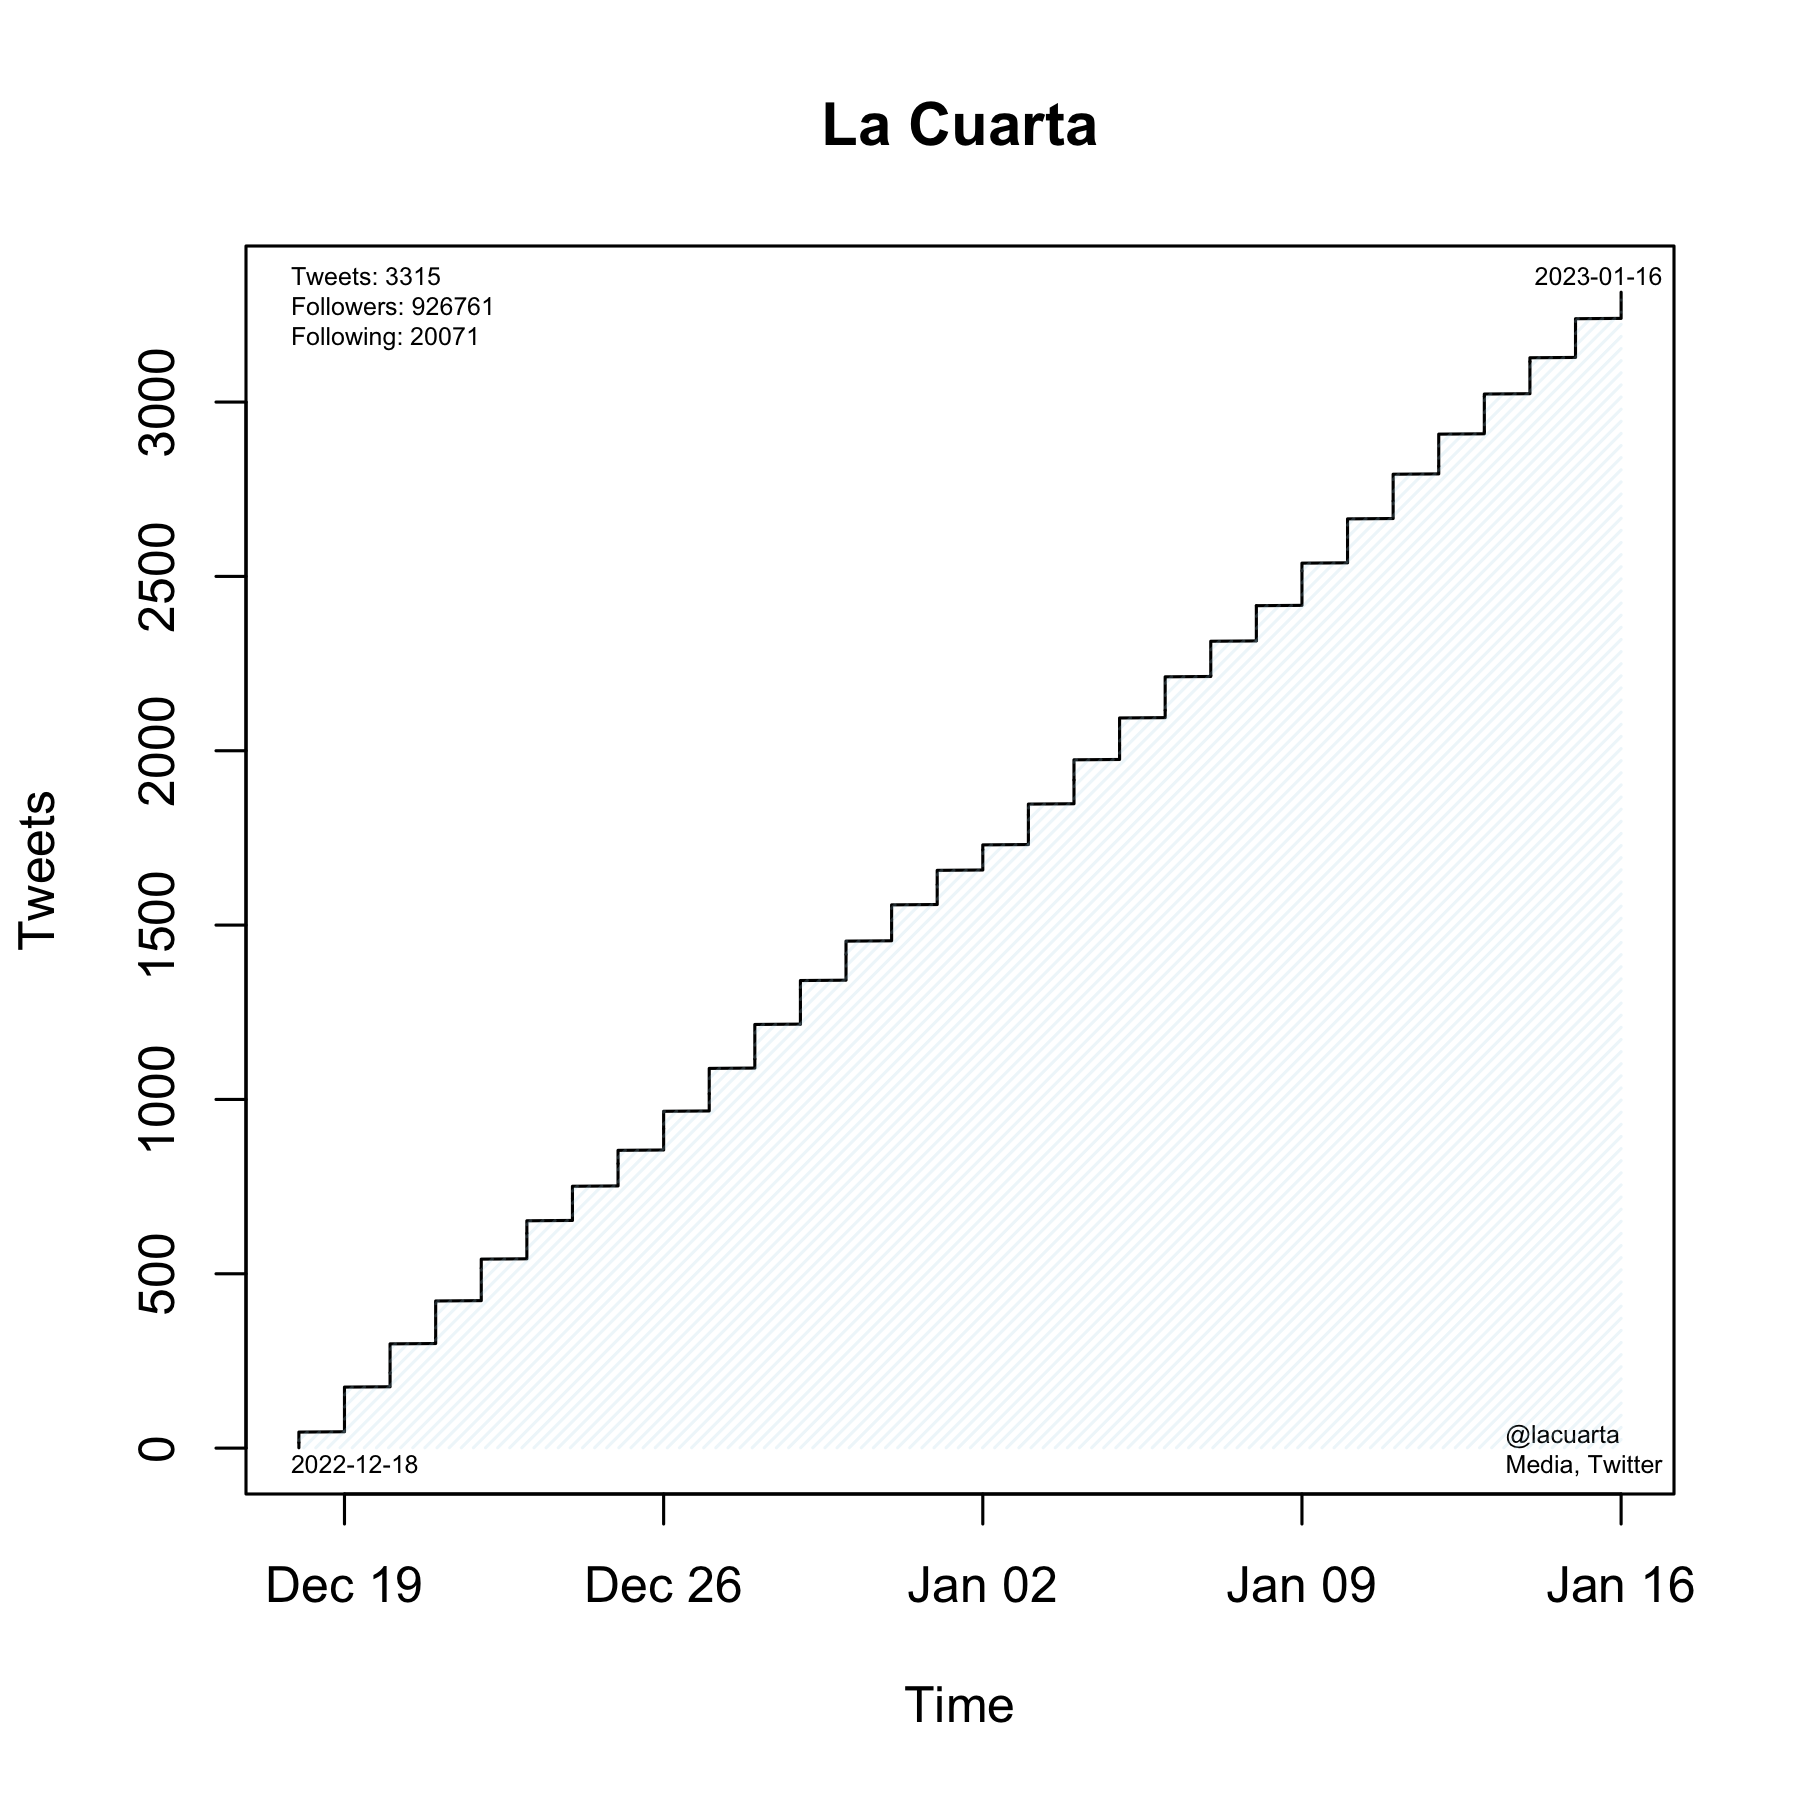 La Cuarta
Tweets: 3315
Followers: 926761
Following: 20071
2023-01-16
3000
2500
2000
1500
1000
500
0
Tweets
2022-12-18
@lacuarta
Media, Twitter
Dec 19
Dec 26
Jan 02
Jan 09
Jan 16
Time